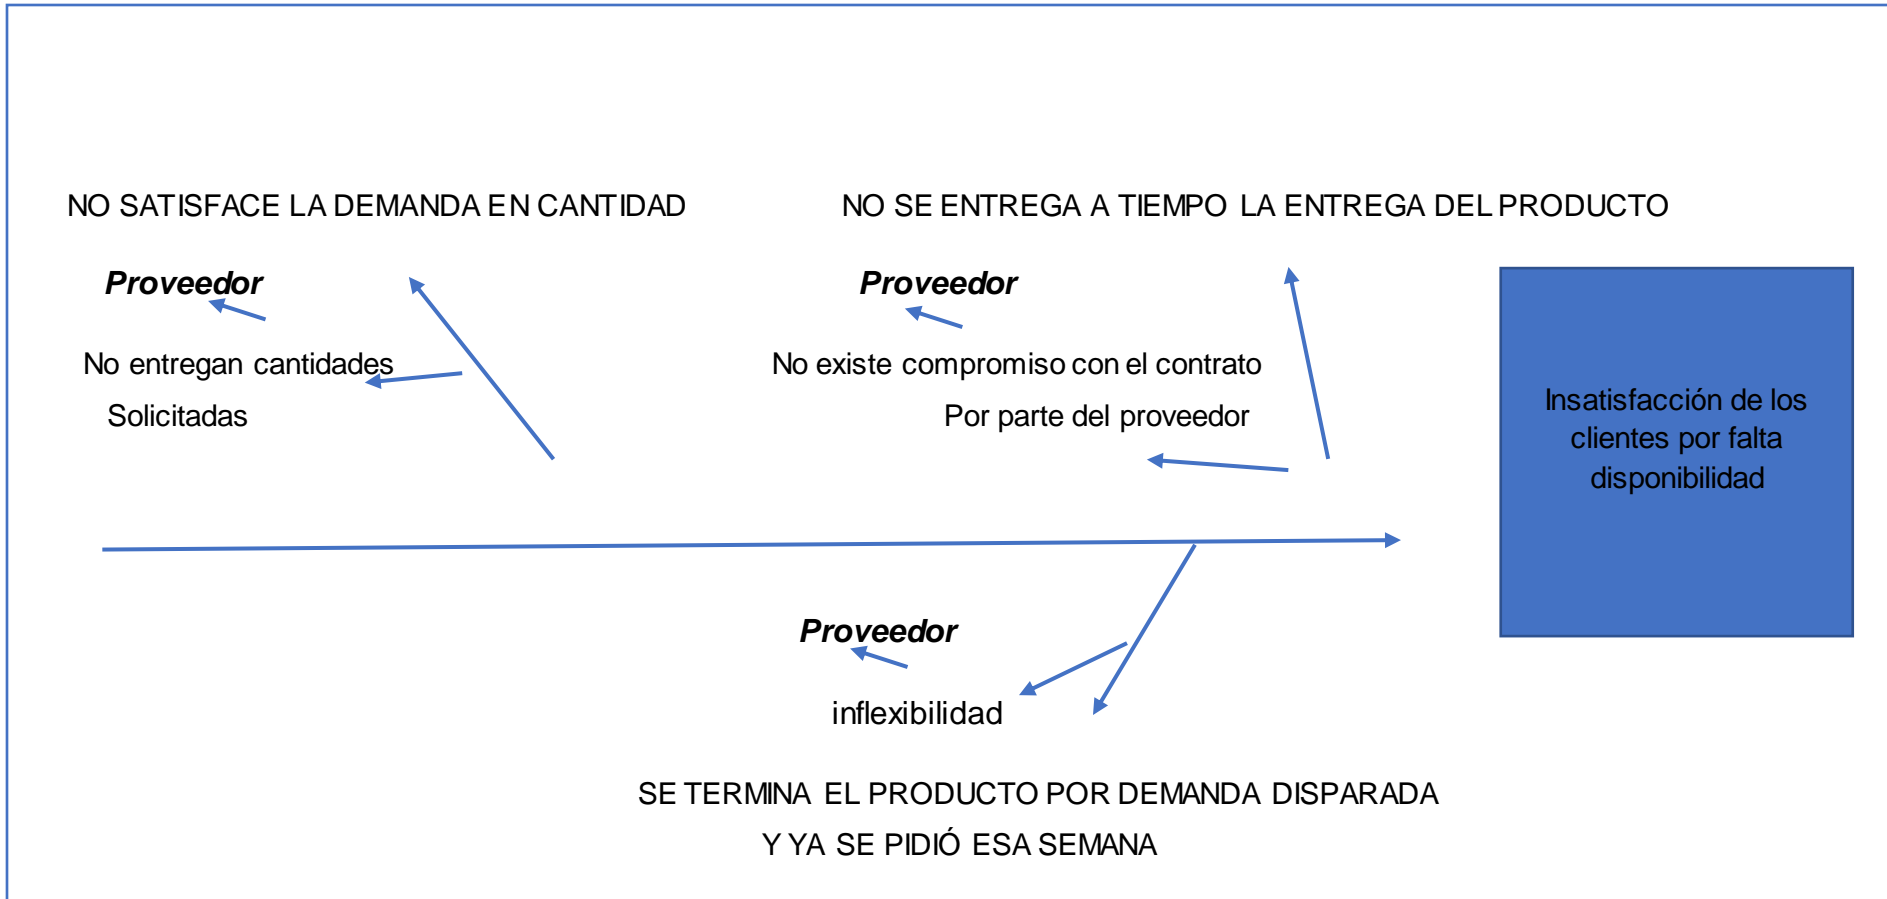 NO SATISFACE LA DEMANDA EN CANTIDAD
NO SE ENTREGA A TIEMPO LA ENTREGA DEL PRODUCTO
Proveedor
Proveedor
No entregan cantidades
Solicitadas
No existe compromiso con el contrato
Por parte del proveedor
Insatisfacción de los
clientes por falta
disponibilidad
Proveedor
inflexibilidad
SE TERMINA EL PRODUCTO POR DEMANDA DISPARADA
Y YA SE PIDIÓ ESA SEMANA